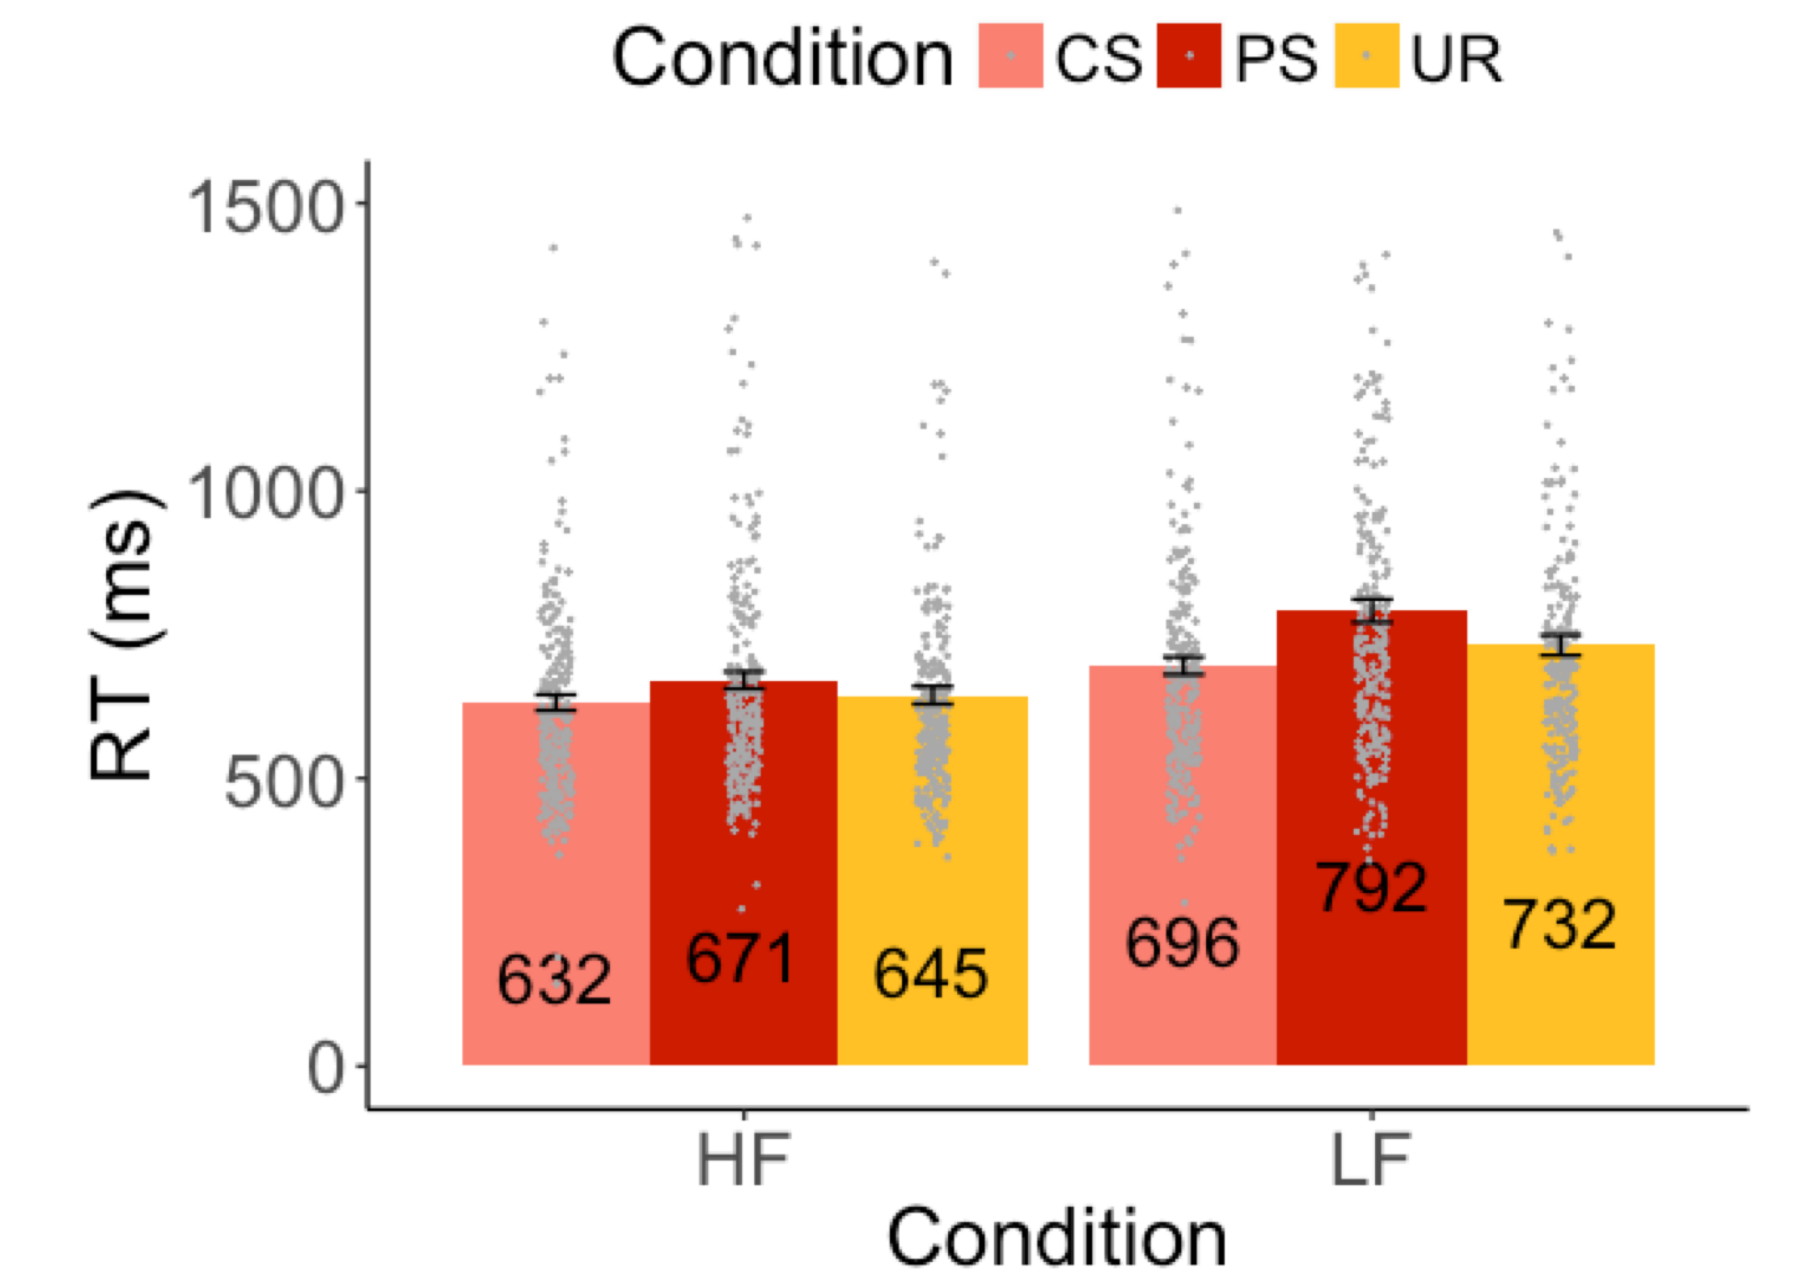 Condition CS PS UR
1500
1000
500
0
RT (ms)
632 671 645 696 792 732
HF LF
Condition